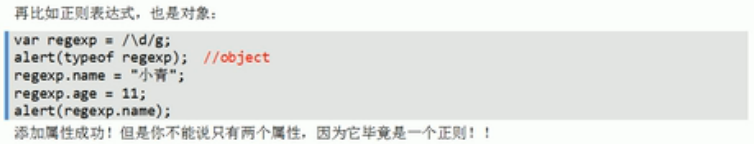 再比如正则表达式，也是对象：
var regexp = /\d/g;
alert(typeof regexp);  //object
regexp.name = "小青";
regexp.age = 11;
alert(regexp.name);
添加属性成功！但是你不能说只有两个属性，因为它毕竟是一个正则！！